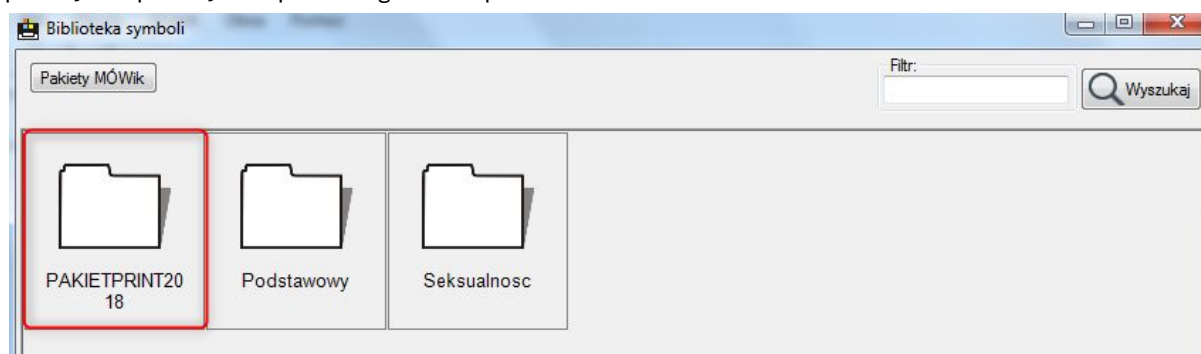 Biblioteka symboli
Pakiety MÓWik
Filtr:
Wyszukaj
PAKIETPRINT20
18
Podstawowy
Seksualnosc